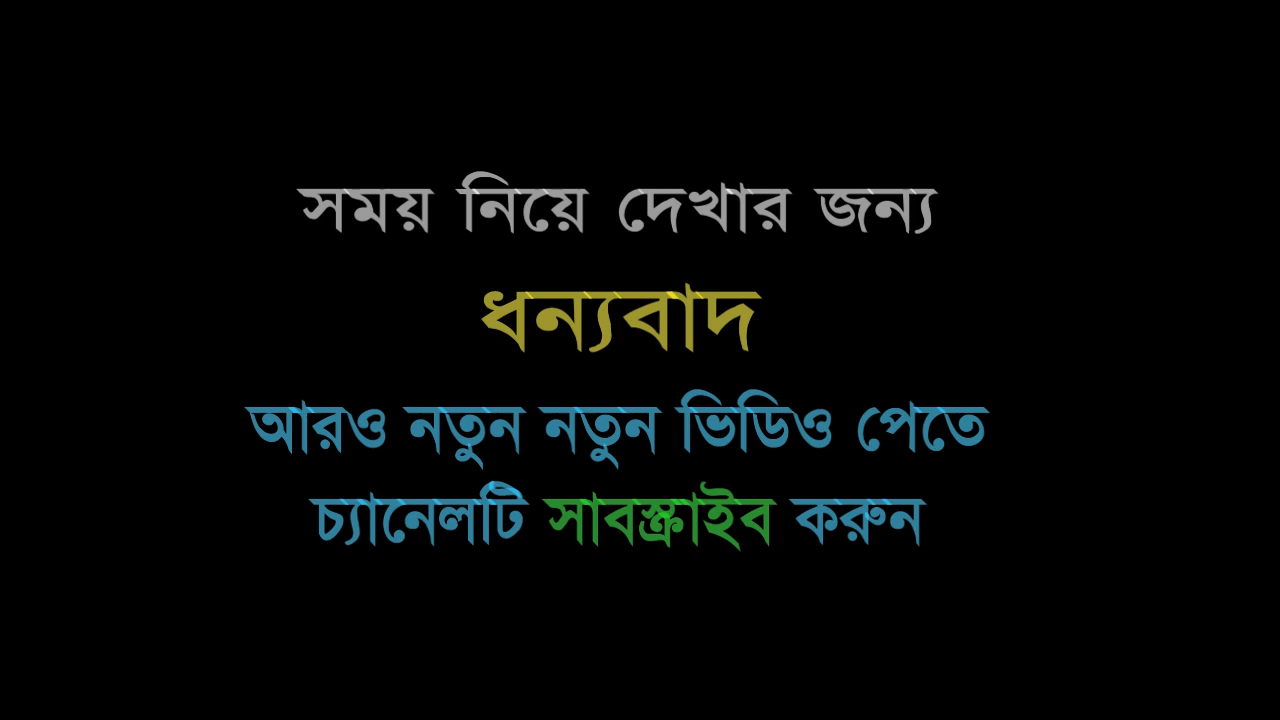 সময় নিয়ে দেখার জন্য
ধন্যবাদ
আরও নতুন নতুন ভিডিও পেতে
চ্যানেলটি সাবস্ক্রাইব করুন